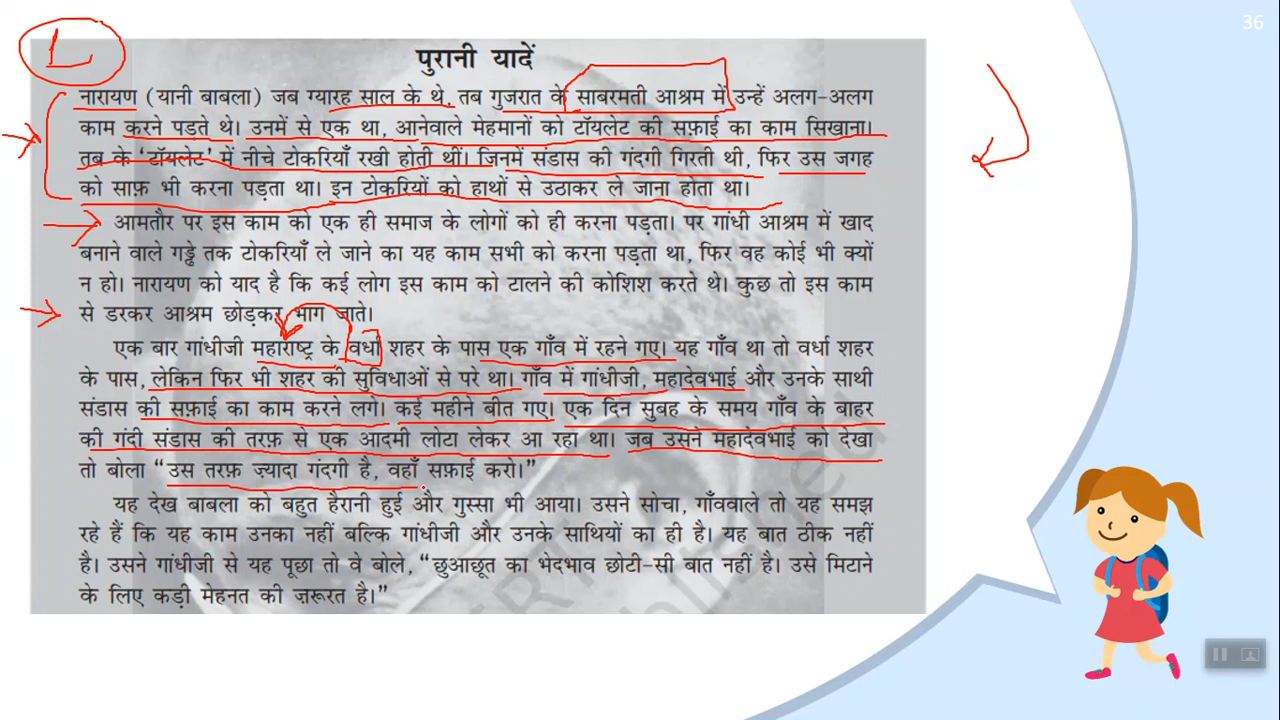 36
L
पुरानी यादें
नारायण (यानी बाबला) जब ग्यारह साल के थे, तब गुजरात के साबरमती आश्रम में उन्हें अलग-अलग
काम करने पड़ते थे। उनमें से एक था, आनेवाले मेहमानों को टॉयलेट की सफ़ाई का काम सिखाना।
तब के ‘टॉयलेट’ में नीचे टोकरियाँ रखी होती थीं। जिनमें संडास की गंदगी गिरती थी, फिर उस जगह
को साफ़ भी करना पड़ता था। इन टोकरियों को हाथों से उठाकर ले जाना होता था।
आमतौर पर इस काम को एक ही समाज के लोगों को ही करना पड़ता। पर गांधी आश्रम में खाद
बनाने वाले गड्ढे तक टोकरियाँ ले जाने का यह काम सभी को करना पड़ता था, फिर वह कोई भी क्यों
न हो। नारायण को याद है कि कई लोग इस काम को टालने की कोशिश करते थे। कुछ तो इस काम
से डरकर आश्रम छोड़कर भाग जाते।
एक बार गांधीजी महाराष्ट्र के वर्धा शहर के पास एक गाँव में रहने गए। यह गाँव था तो वर्धा शहर
के पास, लेकिन फिर भी शहर की सुविधाओं से परे था। गाँव में गांधीजी, महादेवभाई और उनके साथी
संडास की सफ़ाई का काम करने लगे। कई महीने बीत गए। एक दिन सुबह के समय गाँव के बाहर
की गंदी संडास की तरफ़ से एक आदमी लोटा लेकर आ रहा था। जब उसने महादेवभाई को देखा
तो बोला “उस तरफ़ ज़्यादा गंदगी है, वहाँ सफ़ाई करो।”
यह देख बाबला को बहुत हैरानी हुई और गुस्सा भी आया। उसने सोचा, गाँववाले तो यह समझ
रहे हैं कि यह काम उनका नहीं बल्कि गांधीजी और उनके साथियों का ही है। यह बात ठीक नहीं
है। उसने गांधीजी से यह पूछा तो वे बोले, “छुआछूत का भेदभाव छोटी-सी बात नहीं है। उसे मिटाने
के लिए कड़ी मेहनत की ज़रूरत है।”